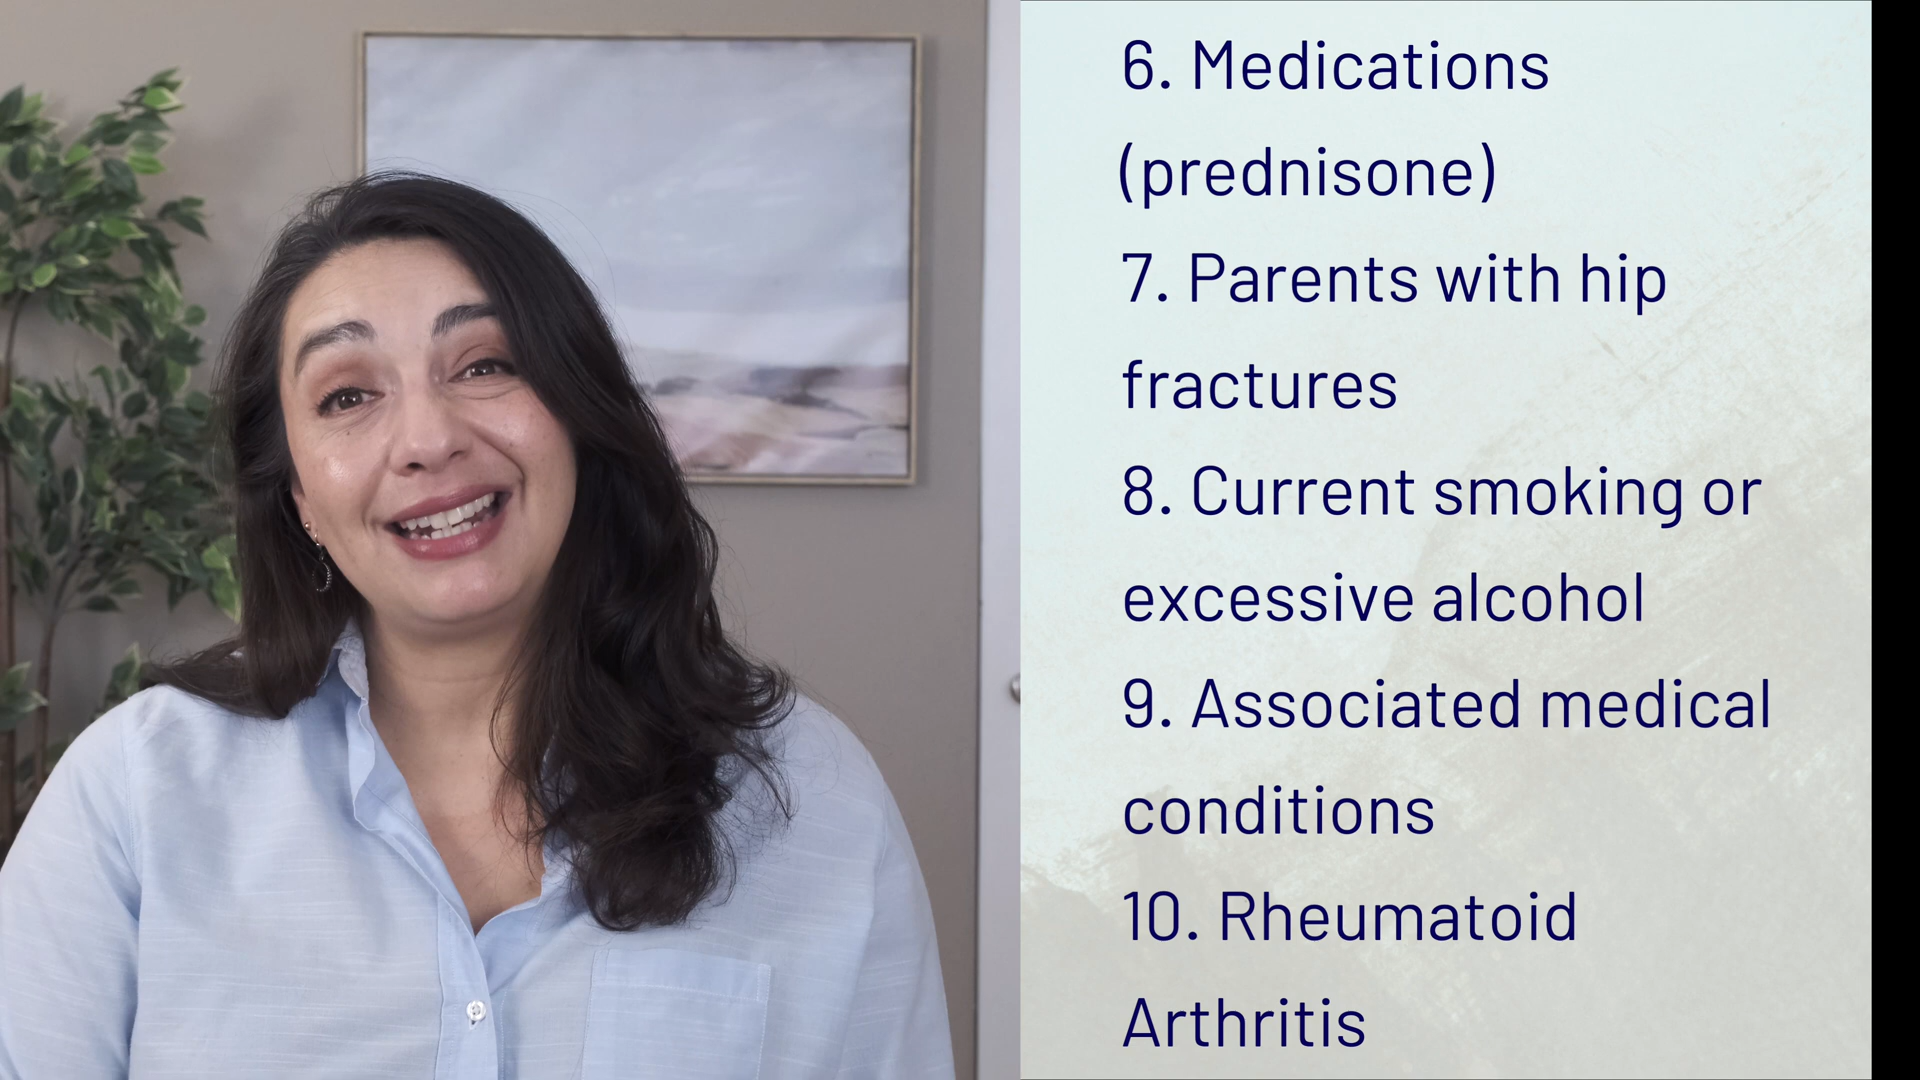 6. Medications
(prednisone)
7. Parents with hip
fractures
8. Current smoking or
excessive alcohol
9. Associated medical
conditions
10. Rheumatoid
Arthritis